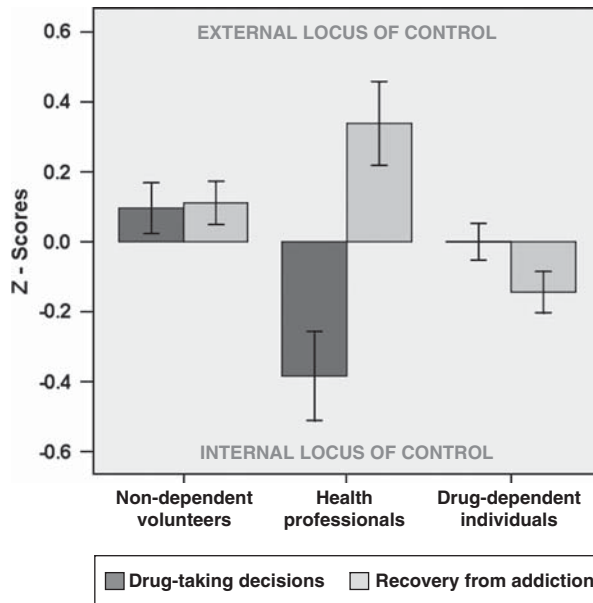 EXTERNAL LOCUS OF CONTROL
0.6
0.4
0.2
0.0
-0.2
-0.4
-0.6
Z - Scores
INTERNAL LOCUS OF CONTROL
Non-dependent
volunteers
Health
professionals
Drug-dependent
individuals
Drug-taking decisions
Recovery from addiction